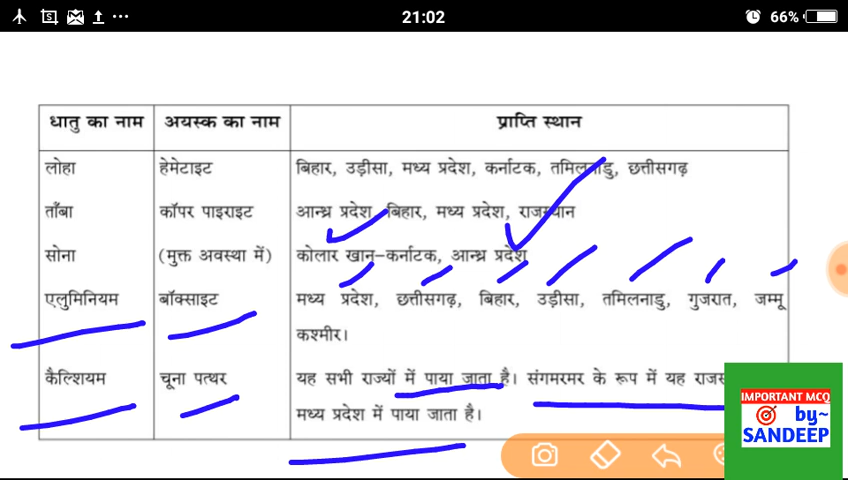 21:02
66%
धातु का नाम अयस्क का नाम प्राप्ति स्थान
लोहा हेमेटाइट बिहार, उड़ीसा, मध्य प्रदेश, कर्नाटक, तमिलनाडु, छत्तीसगढ़
ताँबा कॉपर पाइराइट आन्ध्र प्रदेश, बिहार, मध्य प्रदेश, राजस्थान
सोना (मुक्त अवस्था में) कोलार खान–कर्नाटक, आन्ध्र प्रदेश
एलुमिनियम बॉक्साइट मध्य प्रदेश, छत्तीसगढ़, बिहार, उड़ीसा, तमिलनाडु, गुजरात, जम्मू
कश्मीर।
कैल्शियम चूना पत्थर यह सभी राज्यों में पाया जाता है। संगमरमर के रूप में यह
मध्य प्रदेश में पाया जाता है।
IMPORTANT MCQ
by~
SANDEEP